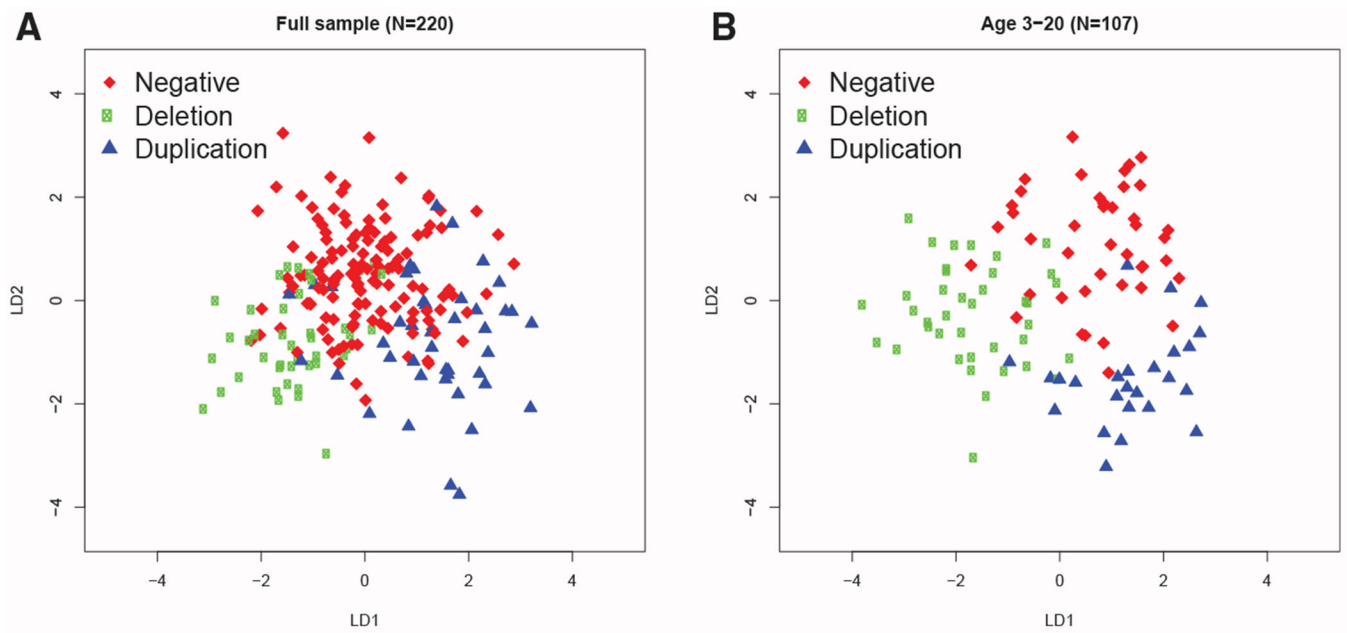 A
Full sample (N=220)
Negative
Deletion
Duplication
4
2
0
−2
−4
LD2
−4 −2 0 2 4
LD1
B
Age 3−20 (N=107)
Negative
Deletion
Duplication
4
2
0
−2
−4
LD2
−4 −2 0 2 4
LD1